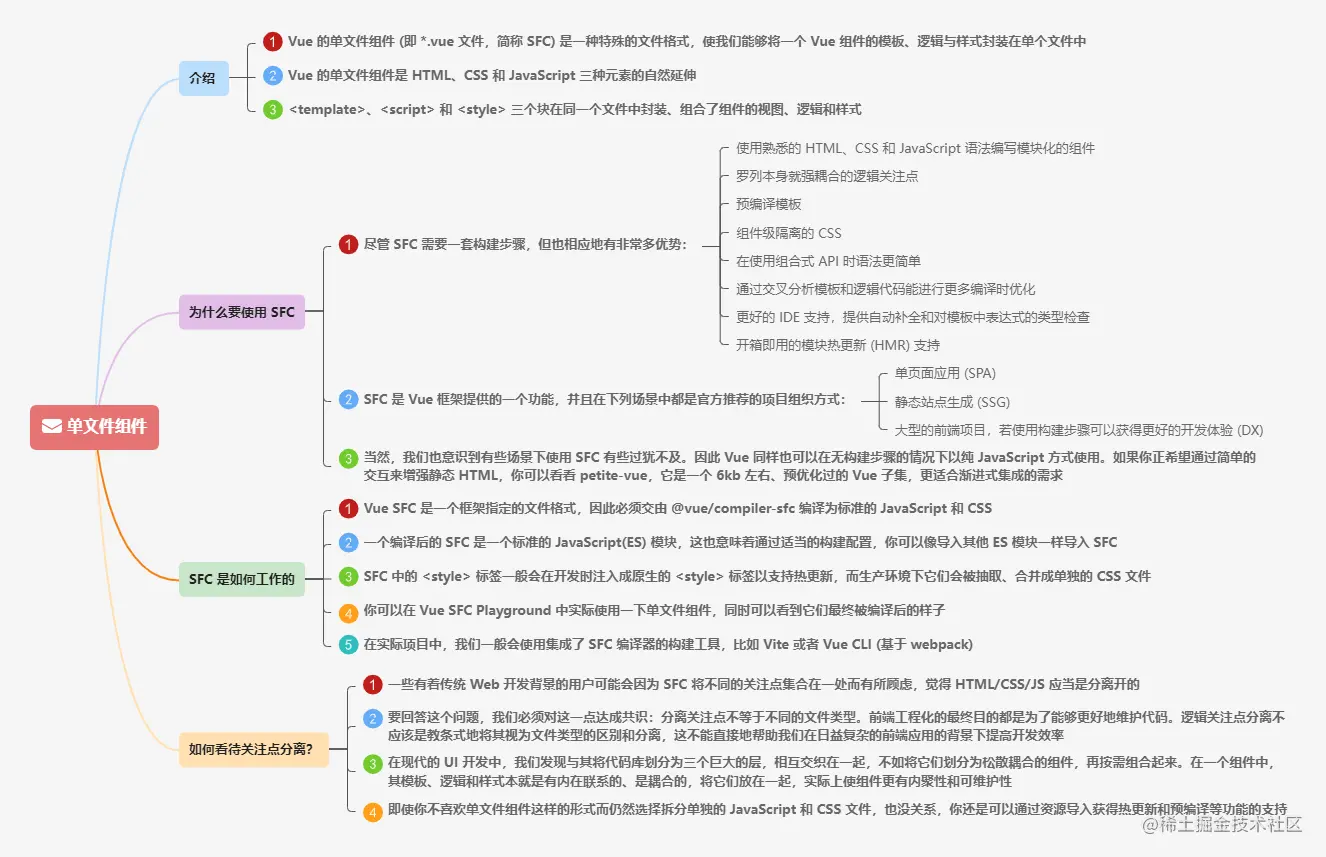 单文件组件
介绍
1 Vue 的单文件组件 (即 *.vue 文件，简称 SFC) 是一种特殊的文件格式，使我们能够将一个 Vue 组件的模板、逻辑与样式封装在单个文件中
2 Vue 的单文件组件是 HTML、CSS 和 JavaScript 三种元素的自然延伸
3 <template>、<script> 和 <style> 三个块在同一个文件中封装、组合了组件的视图、逻辑和样式
为什么要使用 SFC
1 尽管 SFC 需要一套构建步骤，但也相应地有非常多优势：
使用熟悉的 HTML、CSS 和 JavaScript 语法编写模块化的组件
罗列本身就强耦合的逻辑关注点
预编译模板
组件级隔离的 CSS
在使用组合式 API 时语法更简单
通过交叉分析模板和逻辑代码能进行更多编译时优化
更好的 IDE 支持，提供自动补全和对模板中表达式的类型检查
开箱即用的模块热更新 (HMR) 支持
2 SFC 是 Vue 框架提供的一个功能，并且在下列场景中都是官方推荐的项目组织方式：
单页面应用 (SPA)
静态站点生成 (SSG)
大型的前端项目，若使用构建步骤可以获得更好的开发体验 (DX)
3 当然，我们也意识到有些场景下使用 SFC 有些过犹不及。因此 Vue 同样也可以在无构建步骤的情况下以纯 JavaScript 方式使用。如果你正希望通过简单的
交互来增强静态 HTML，你可以看看 petite-vue，它是一个 6kb 左右、预优化过的 Vue 子集，更适合渐进式集成的需求
SFC 是如何工作的
1 Vue SFC 是一个框架指定的文件格式，因此必须交由 @vue/compiler-sfc 编译为标准的 JavaScript 和 CSS
2 一个编译后的 SFC 是一个标准的 JavaScript(ES) 模块，这也意味着通过适当的构建配置，你可以像导入其他 ES 模块一样导入 SFC
3 SFC 中的 <style> 标签一般会在开发时注入成原生的 <style> 标签以支持热更新，而生产环境下它们会被抽取、合并成单独的 CSS 文件
4 你可以在 Vue SFC Playground 中实际使用一下单文件组件，同时可以看到它们最终被编译后的样子
5 在实际项目中，我们一般会使用集成了 SFC 编译器的构建工具，比如 Vite 或者 Vue CLI (基于 webpack)
如何看待关注点分离？
1 一些有着传统 Web 开发背景的用户可能会因为 SFC 将不同的关注点集合在一处而有所顾虑，觉得 HTML/CSS/JS 应当是分离开的
2 要回答这个问题，我们必须对这一点达成共识：分离关注点不等于不同的文件类型。前端工程化的最终目的都是为了能够更好地维护代码。逻辑关注点分离不
应该是教条式地将其视为文件类型的区别和分离，这不能直接地帮助我们在日益复杂的前端应用的背景下提高开发效率
3 在现代的 UI 开发中，我们发现与其将代码库划分为三个巨大的层，相互交织在一起，不如将它们划分为松散耦合的组件，再按需组合起来。在一个组件中，
其模板、逻辑和样式本就是有内在联系的、是耦合的，将它们放在一起，实际上使组件更有内聚性和可维护性
4 即使你不喜欢单文件组件这样的形式而仍然选择拆分单独的 JavaScript 和 CSS 文件，也没关系，你还是可以通过资源导入获得热更新和预编译等功能的支持
@稀土掘金技术社区